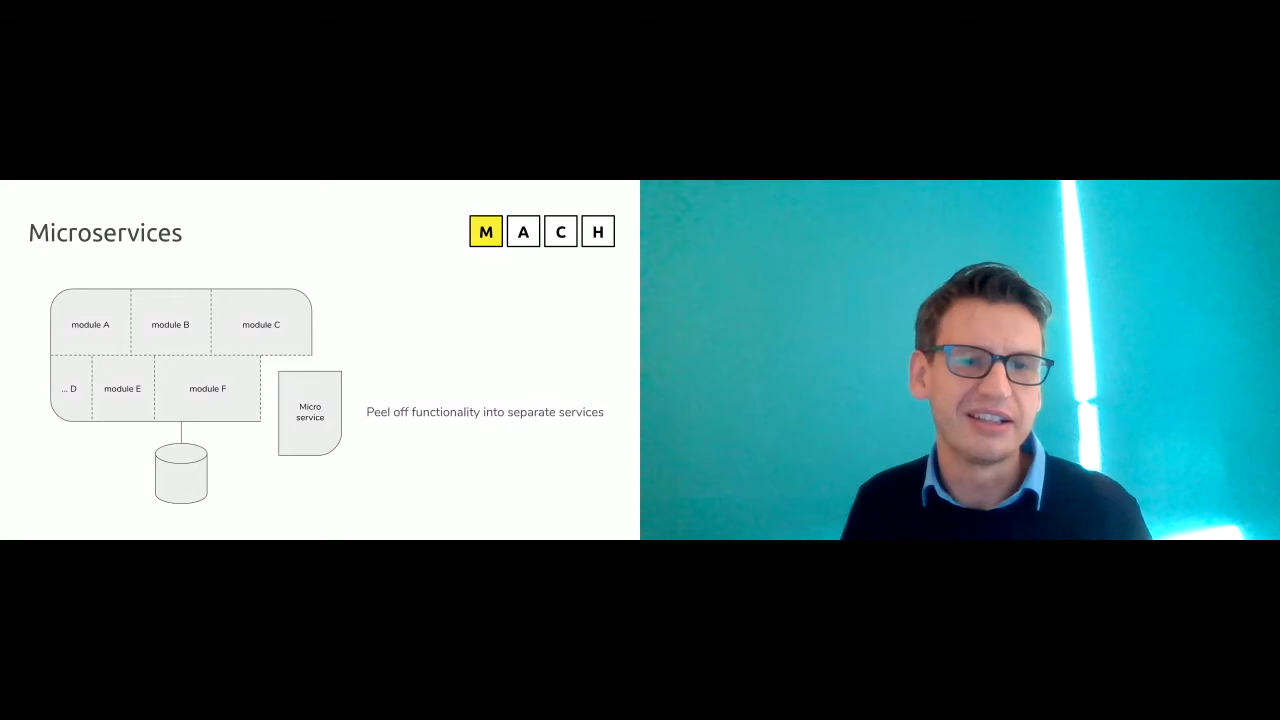 Microservices
M A C H
module A module B module C
... D module E module F
Micro
service
Peel off functionality into separate services